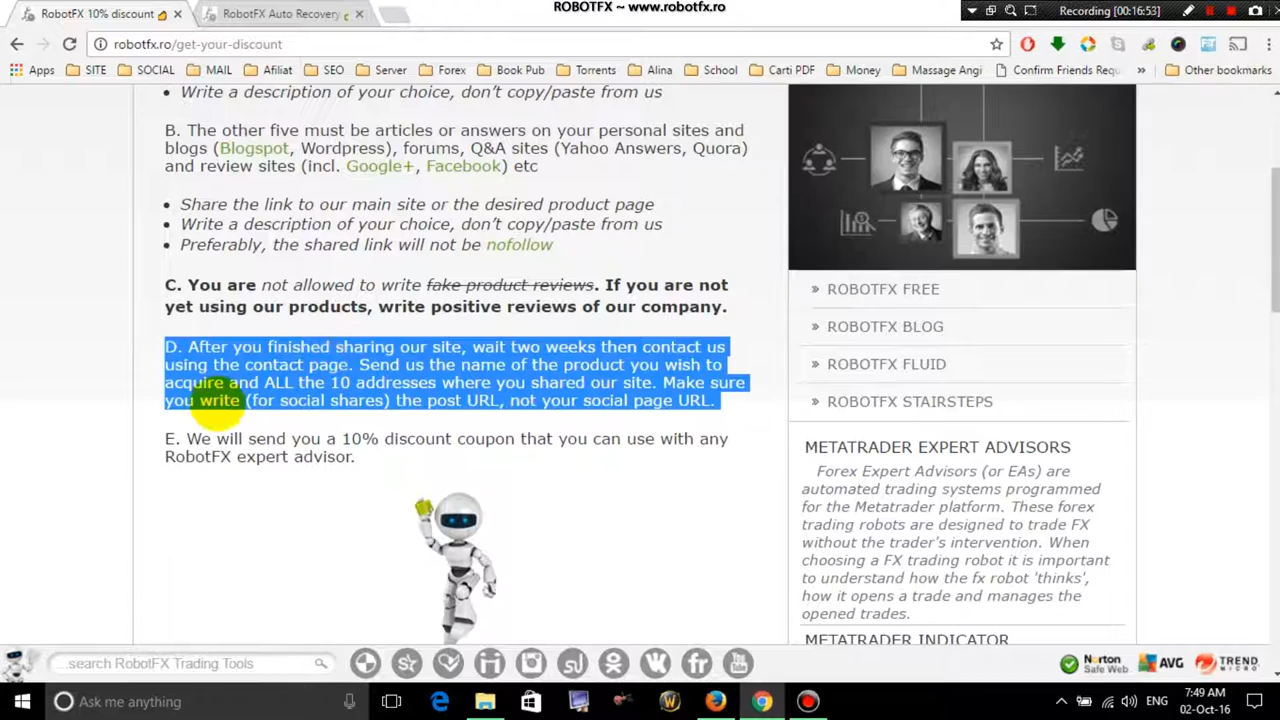 RobotFX 10% discount
RobotFX Auto Recovery
ROBOTFX ~ www.robotfx.ro
Recording [00:16:53]
robotfx.ro/get-your-discount
Apps
SITE
SOCIAL
MAIL
Afiliat
SEO
Server
Forex
Book Pub
Torrents
Alina
School
Carti PDF
Money
Massage Angi
Confirm Friends Requ
»
Other bookmarks
• Write a description of your choice, don't copy/paste from us
B. The other five must be articles or answers on your personal sites and
blogs (Blogspot, Wordpress), forums, Q&A sites (Yahoo Answers, Quora)
and review sites (incl. Google+, Facebook) etc
• Share the link to our main site or the desired product page
• Write a description of your choice, don't copy/paste from us
• Preferably, the shared link will not be nofollow
C. You are not allowed to write fake product reviews. If you are not
yet using our products, write positive reviews of our company.
D. After you finished sharing our site, wait two weeks then contact us
using the contact page. Send us the name of the product you wish to
acquire and ALL the 10 addresses where you shared our site. Make sure
you write (for social shares) the post URL, not your social page URL.
E. We will send you a 10% discount coupon that you can use with any
RobotFX expert advisor.
» ROBOTFX FREE
» ROBOTFX BLOG
» ROBOTFX FLUID
» ROBOTFX STAIRSTEPS
METATRADER EXPERT ADVISORS
Forex Expert Advisors (or EAs) are
automated trading systems programmed
for the Metatrader platform. These forex
trading robots are designed to trade FX
without the trader's intervention. When
choosing a FX trading robot it is important
to understand how the fx robot 'thinks',
how it opens a trade and manages the
opened trades.
METATRADER INDICATOR
...search RobotFX Trading Tools
You Tube
Norton
Safe Web
AVG
TREND
MICRO
Ask me anything
ENG
7:49 AM
02-Oct-16